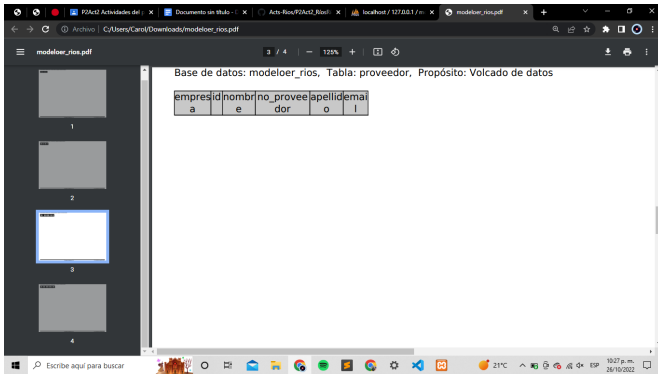 P2Act2 Actividades del p
Documento sin título - D
Acts-Rios/P2Act2_RiosR
localhost / 127.0.0.1 / m
modeloer_rios.pdf
Archivo | C:/Users/Carol/Downloads/modeloer_rios.pdf
modeloer_rios.pdf
3 / 4 | — 125% +
Base de datos: modeloer_rios, Tabla: proveedor, Propósito: Volcado de datos
empres id nombr no_provee apellid emai
a e dor o l
1
2
3
4
Escribe aquí para buscar
21°C
ESP
10:27 p. m.
26/10/2022